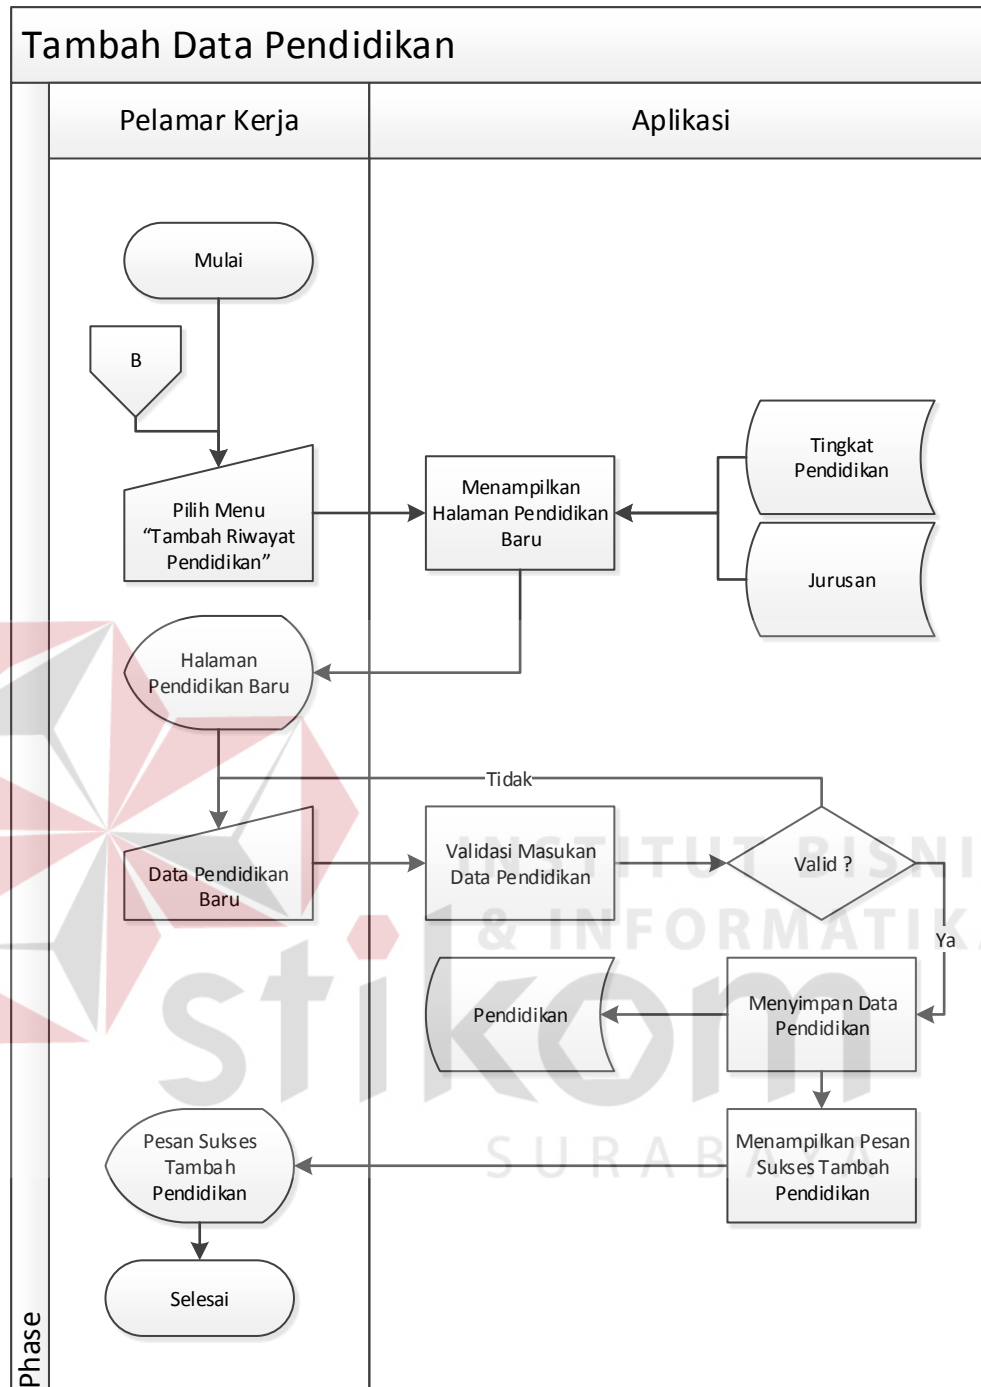 Tambah Data Pendidikan
Pelamar Kerja
Aplikasi
Mulai
B
Pilih Menu
“Tambah Riwayat
Pendidikan”
Menampilkan
Halaman Pendidikan
Baru
Tingkat
Pendidikan
Jurusan
Halaman
Pendidikan Baru
Tidak
Data Pendidikan
Baru
Validasi Masukan
Data Pendidikan
Valid ?
Ya
Pendidikan
Menyimpan Data
Pendidikan
Pesan Sukses
Tambah
Pendidikan
Menampilkan Pesan
Sukses Tambah
Pendidikan
Selesai
Phase
INSTITUT BISNI
& INFORMATIKA
stikom
SURABAYA